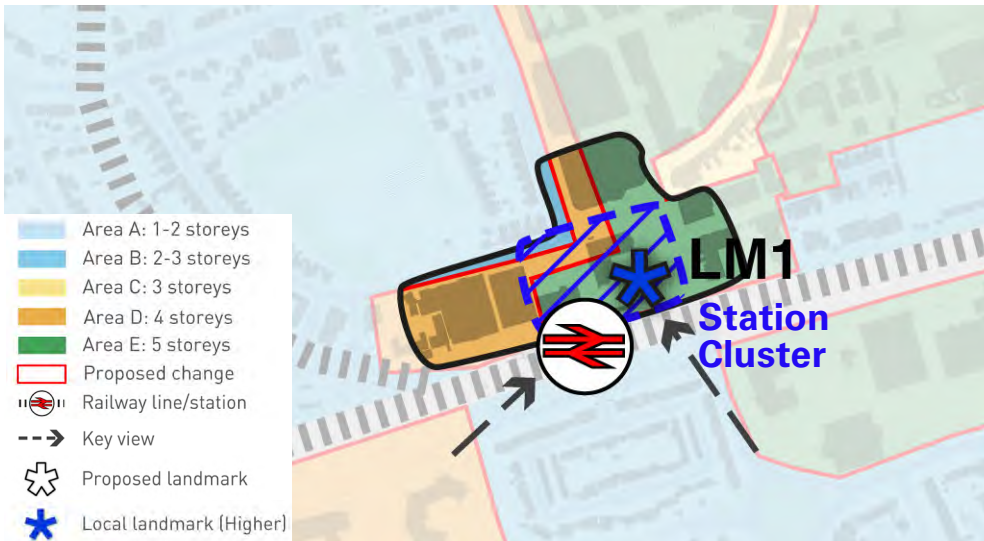 Area A: 1-2 storeys
Area B: 2-3 storeys
Area C: 3 storeys
Area D: 4 storeys
Area E: 5 storeys
Proposed change
Railway line/station
Key view
Proposed landmark
Local landmark (Higher)
LM1
Station
Cluster